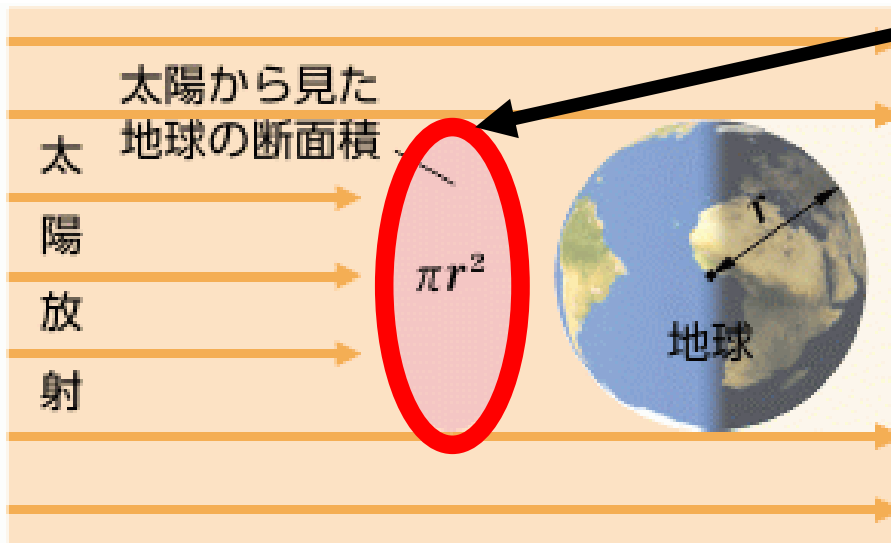 太陽から見た
地球の断面積
太陽放射
πr²
r
地球